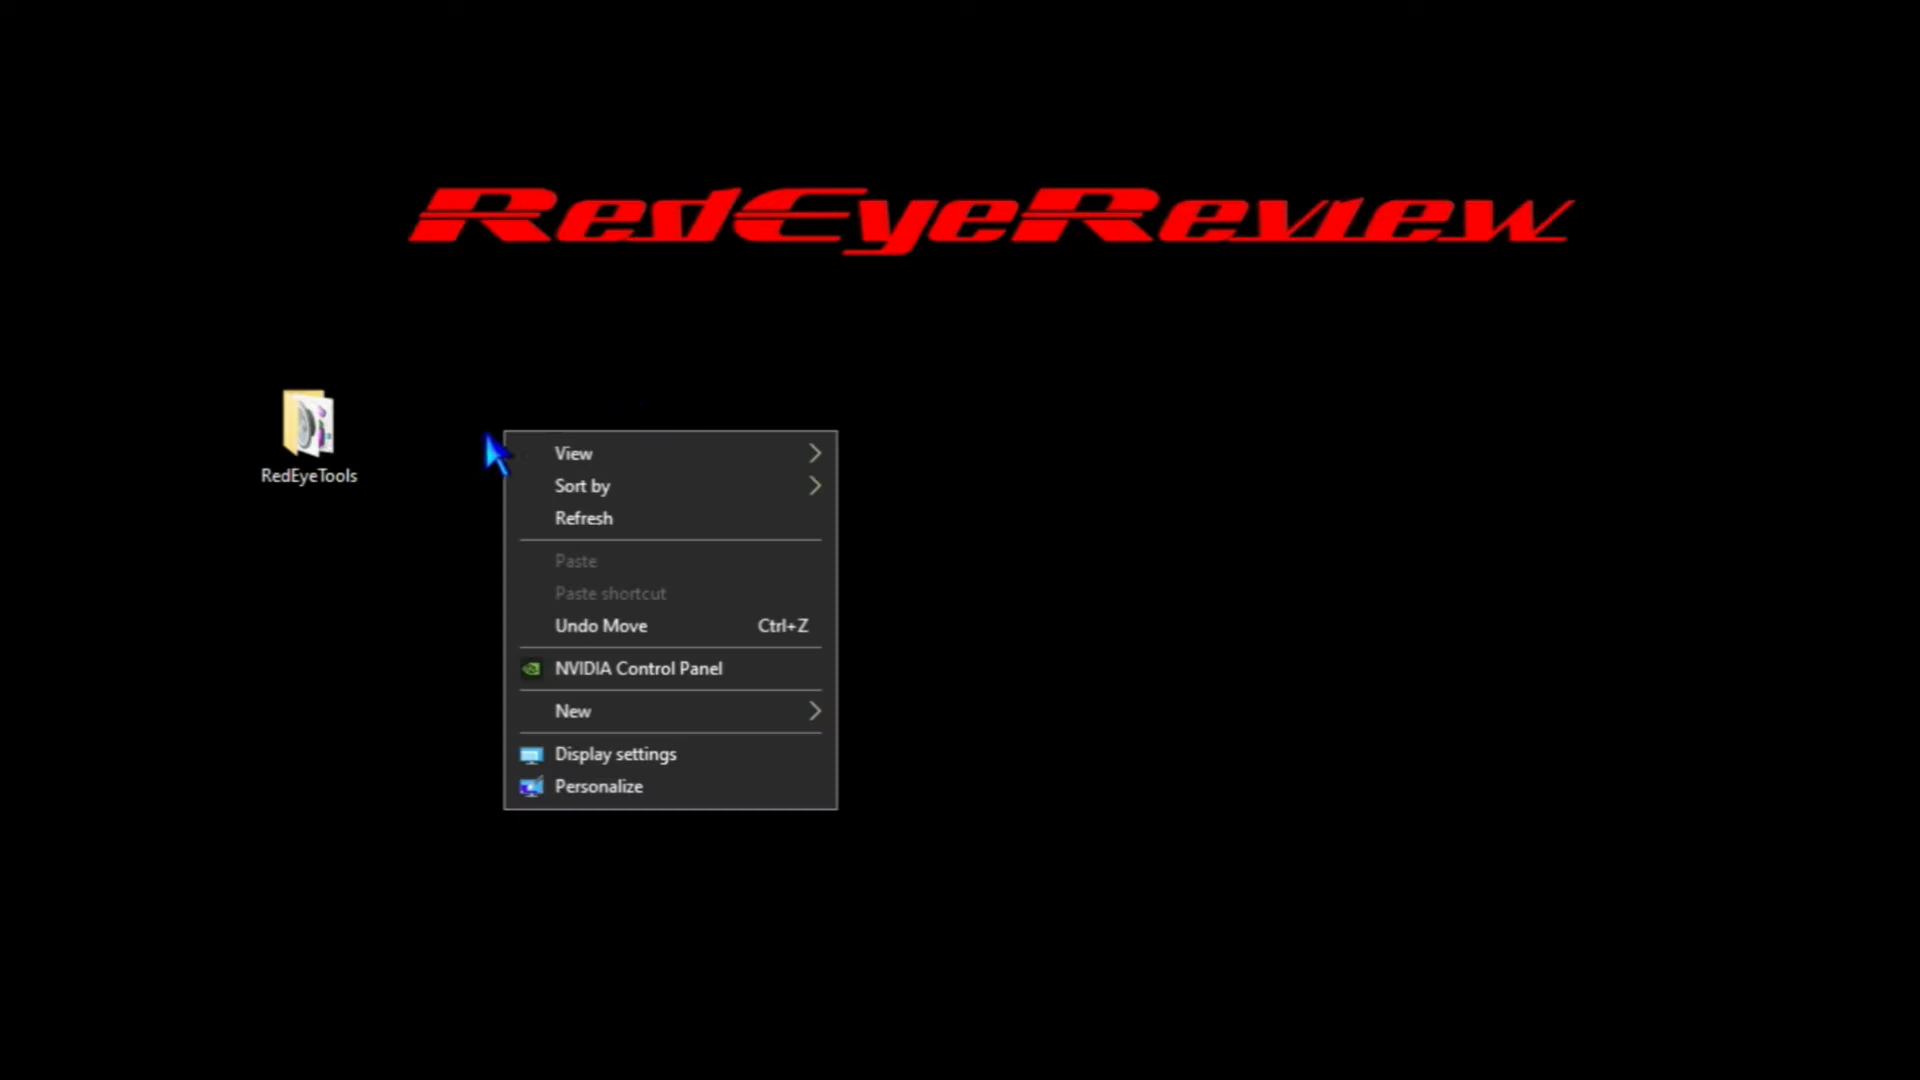 RedEyeReview
RedEyeTools
View
Sort by
Refresh
Paste
Paste shortcut
Undo Move Ctrl+Z
NVIDIA Control Panel
New
Display settings
Personalize